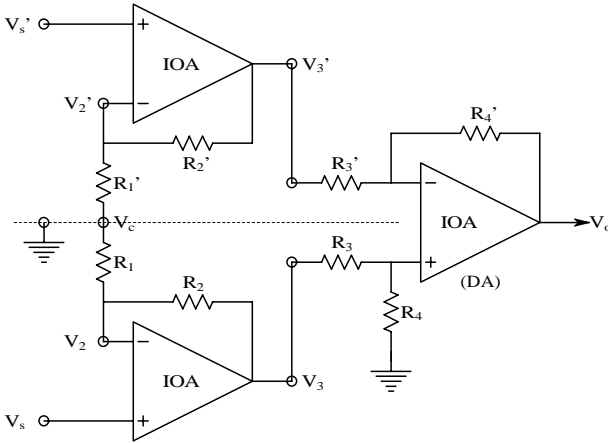 Vs’
+
IOA
V3’
V2’
−
R2’
R4’
R1’
R3’
−
Vc
IOA
Vo
R1
R3
+
(DA)
R2
R4
V2
−
IOA
V3
Vs
+